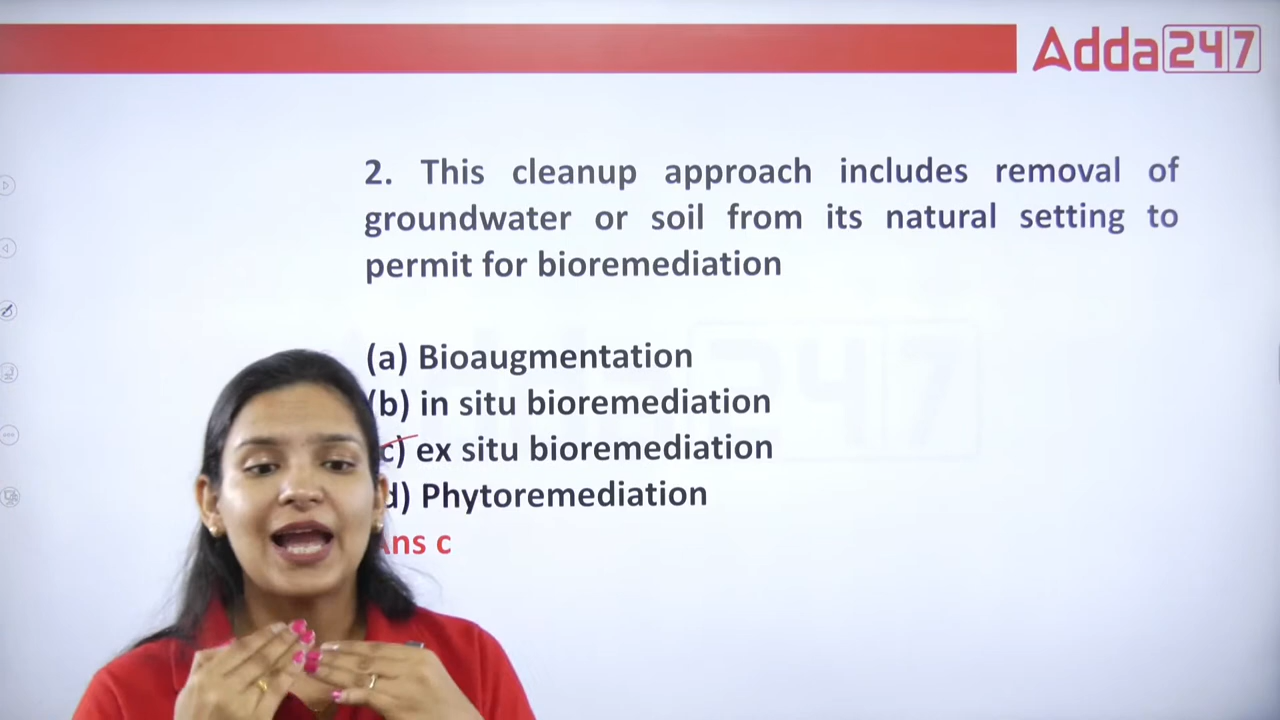 Adda247
2. This cleanup approach includes removal of
groundwater or soil from its natural setting to
permit for bioremediation
(a) Bioaugmentation
(b) in situ bioremediation
c) ex situ bioremediation
d) Phytoremediation
Ans c